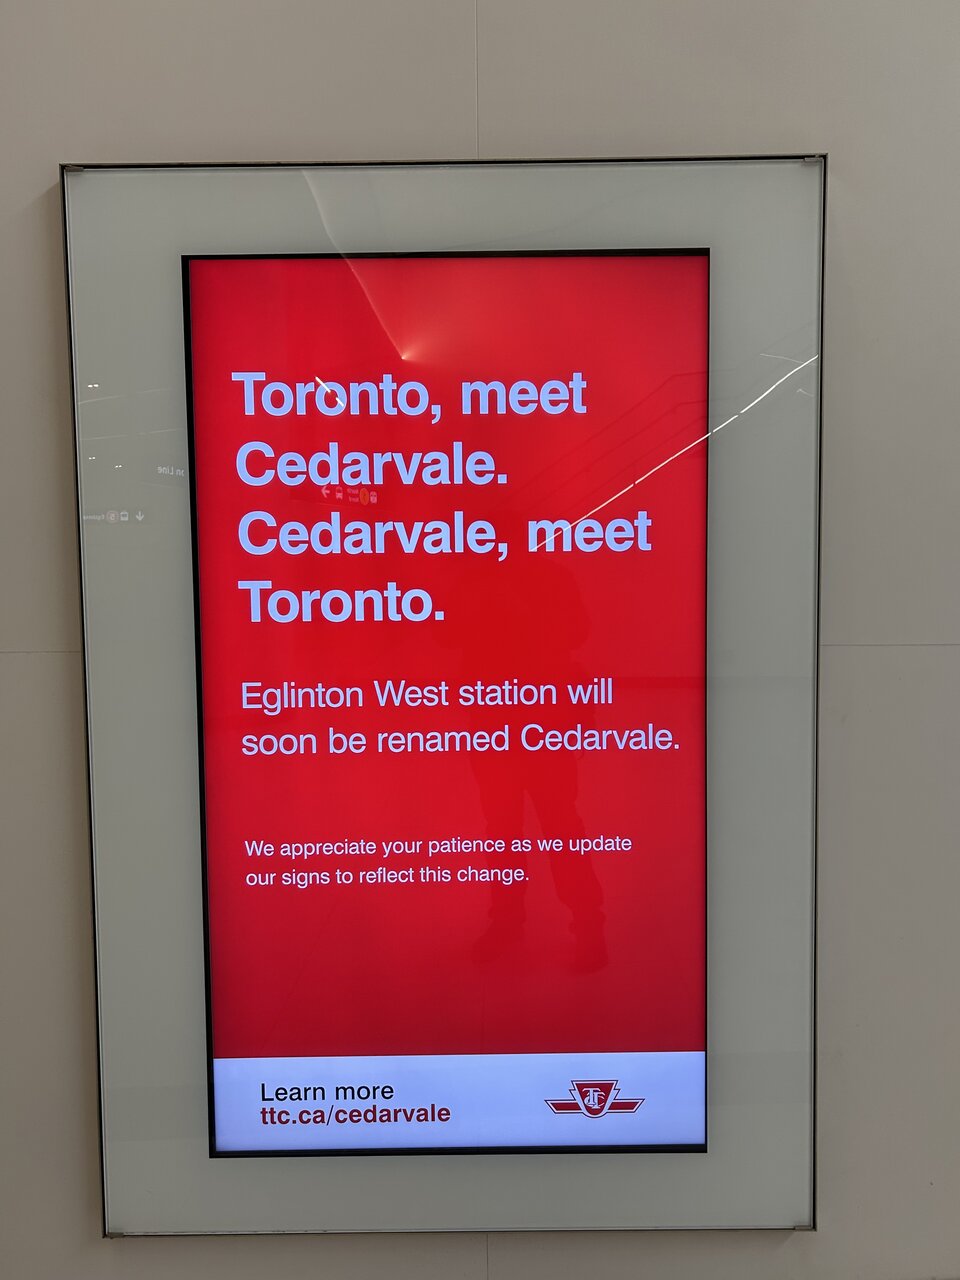 Toronto, meet
Cedarvale.
Cedarvale, meet
Toronto.
Eglinton West station will
soon be renamed Cedarvale.
We appreciate your patience as we update
our signs to reflect this change.
Learn more
ttc.ca/cedarvale
TTC